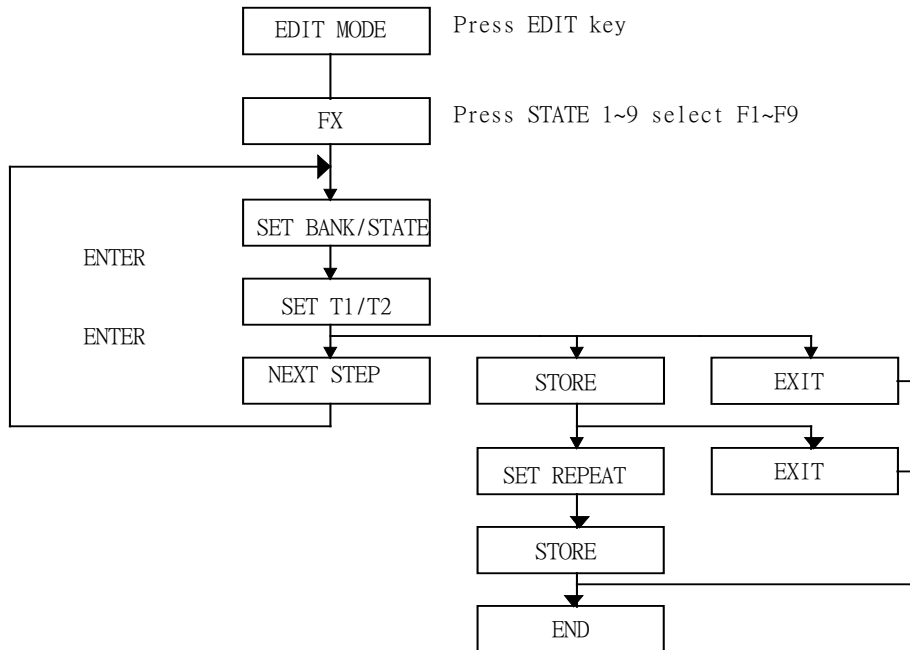 EDIT MODE
Press EDIT key
FX
Press STATE 1~9 select F1~F9
SET BANK/STATE
ENTER
SET T1/T2
ENTER
NEXT STEP
STORE
EXIT
SET REPEAT
EXIT
STORE
END